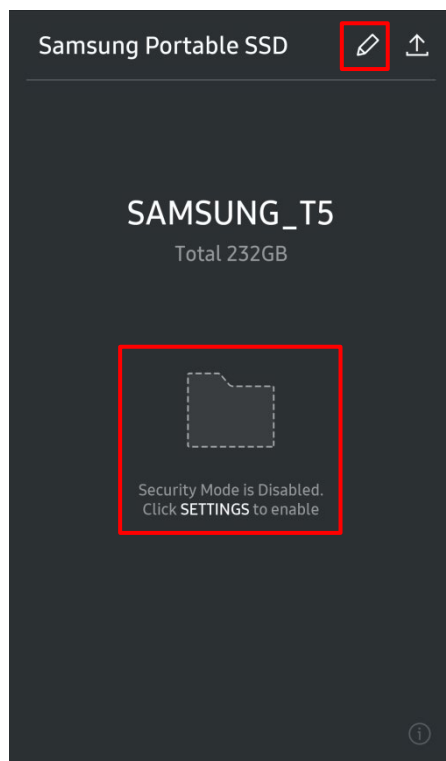 Samsung Portable SSD
SAMSUNG_T5
Total 232GB
Security Mode is Disabled.
Click SETTINGS to enable